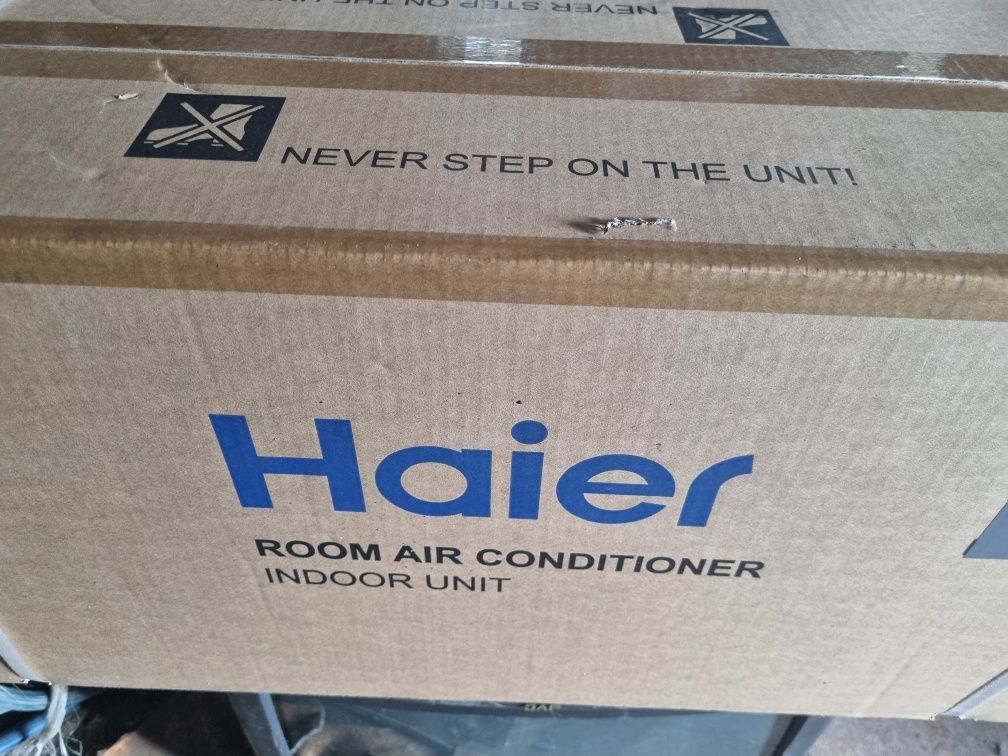 NEVER STEP ON THE UNIT
NEVER STEP ON THE UNIT!
Haier
ROOM AIR CONDITIONER
INDOOR UNIT